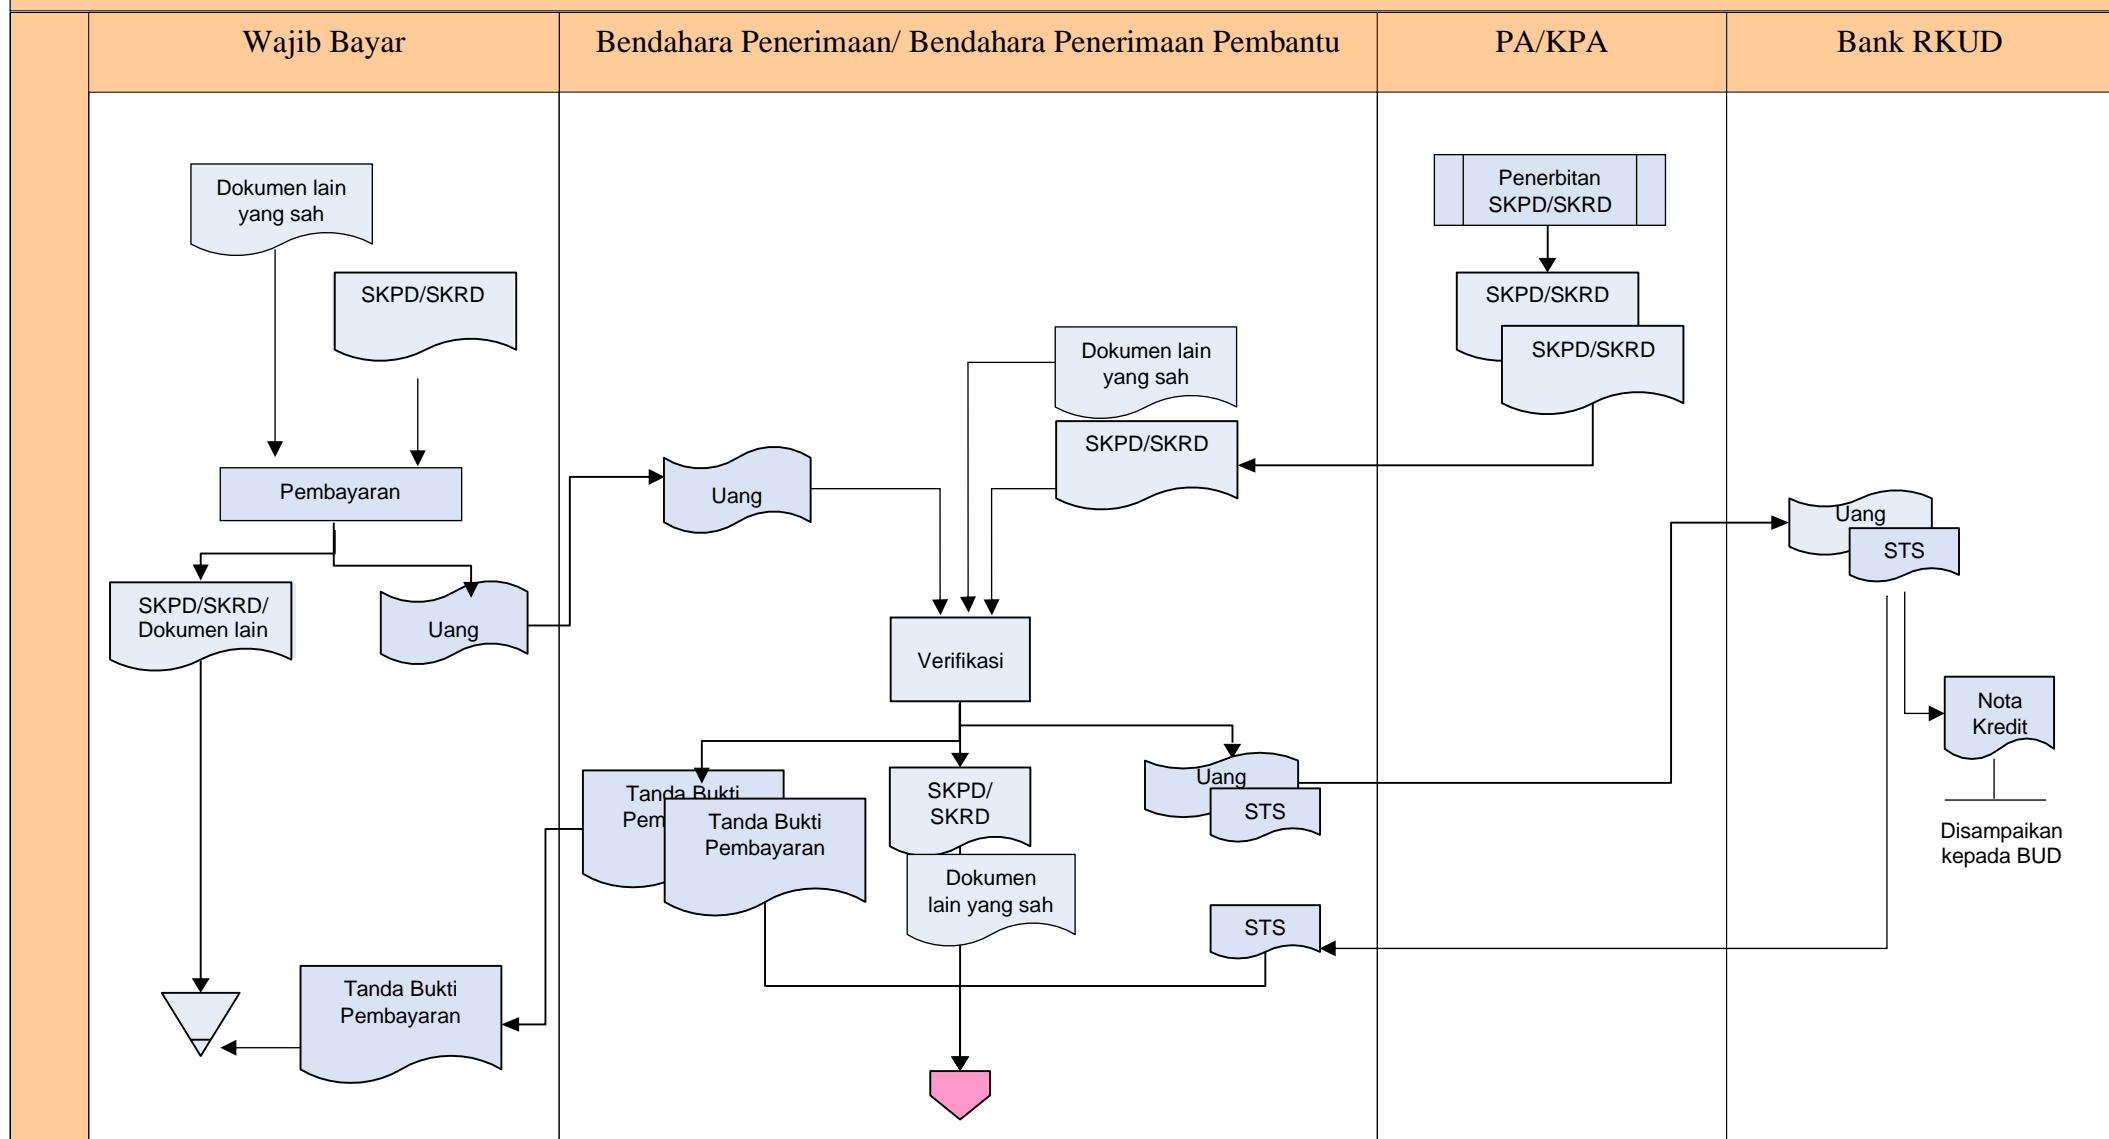 Wajib Bayar
Bendahara Penerimaan/ Bendahara Penerimaan Pembantu
PA/KPA
Bank RKUD
Dokumen lain
yang sah
SKPD/SKRD
Pembayaran
SKPD/SKRD/
Dokumen lain
Uang
Tanda Bukti
Pembayaran
Uang
Dokumen lain
yang sah
SKPD/SKRD
Verifikasi
Tanda Bukti
Pem
Tanda Bukti
Pembayaran
SKPD/
SKRD
Dokumen
lain yang sah
Uang
STS
STS
Penerbitan
SKPD/SKRD
SKPD/SKRD
SKPD/SKRD
Uang
STS
Nota
Kredit
Disampaikan
kepada BUD